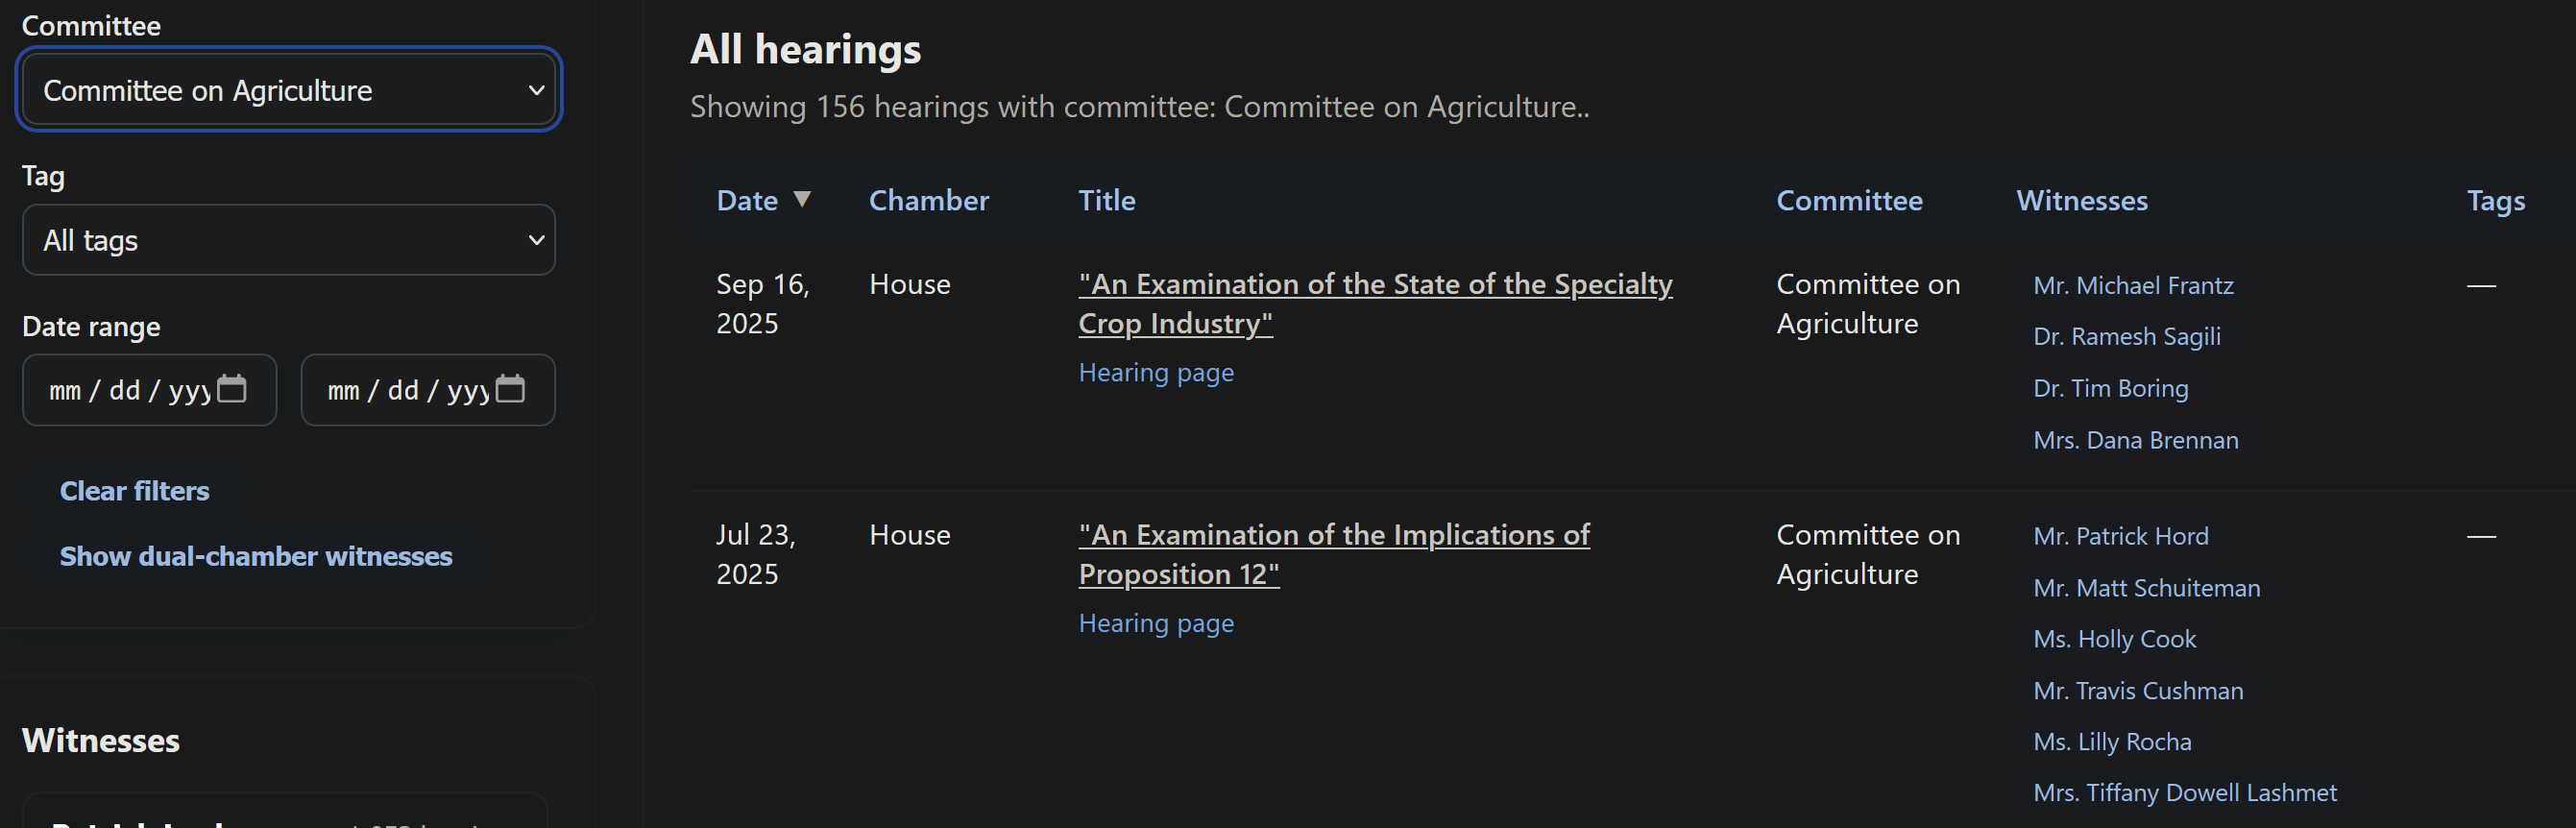 Committee
Committee on Agriculture
Tag
All tags
Date range
mm / dd / yyy
mm / dd / yyy
Clear filters
Show dual-chamber witnesses
Witnesses
All hearings
Showing 156 hearings with committee: Committee on Agriculture..
Date ▼ Chamber Title Committee Witnesses Tags
Sep 16, 2025
House
"An Examination of the State of the Specialty
Crop Industry"
Hearing page
Committee on
Agriculture
Mr. Michael Frantz
Dr. Ramesh Sagili
Dr. Tim Boring
Mrs. Dana Brennan
—
Jul 23, 2025
House
"An Examination of the Implications of
Proposition 12"
Hearing page
Committee on
Agriculture
Mr. Patrick Hord
Mr. Matt Schuiteman
Ms. Holly Cook
Mr. Travis Cushman
Ms. Lilly Rocha
Mrs. Tiffany Dowell Lashmet
—